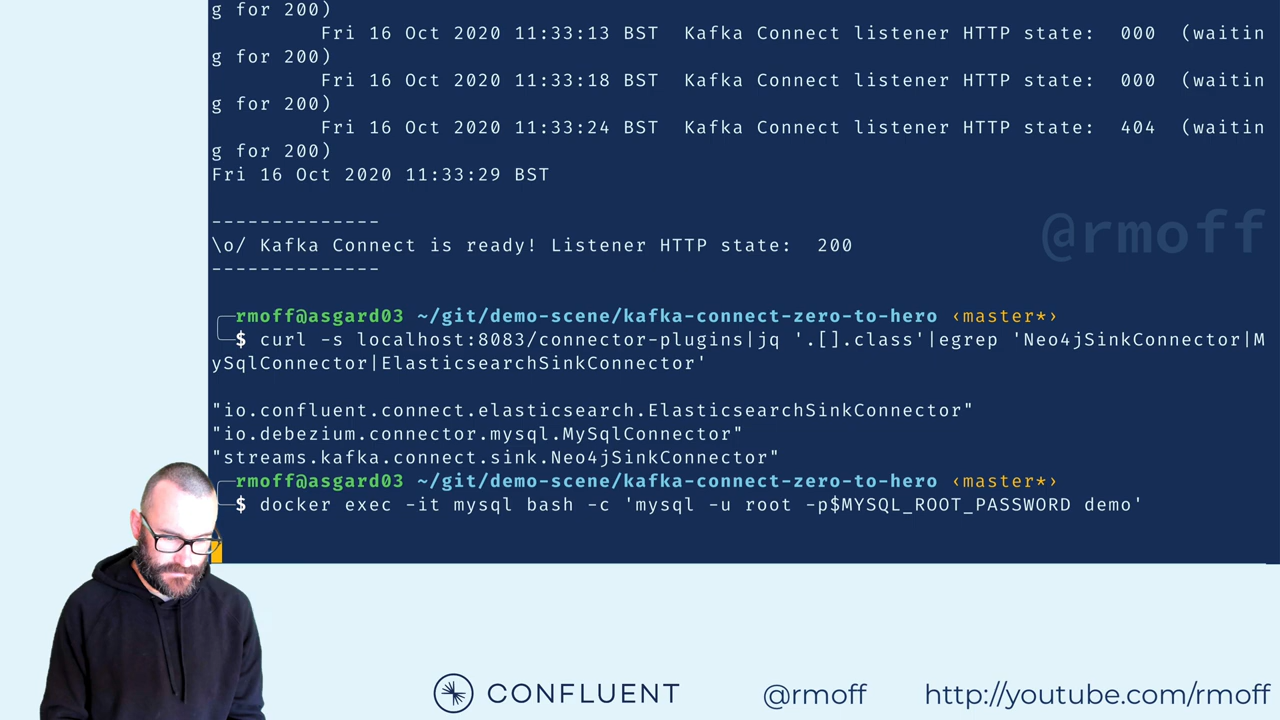 g for 200)
Fri 16 Oct 2020 11:33:13 BST  Kafka Connect listener HTTP state:  000  (waitin
g for 200)
Fri 16 Oct 2020 11:33:18 BST  Kafka Connect listener HTTP state:  000  (waitin
g for 200)
Fri 16 Oct 2020 11:33:24 BST  Kafka Connect listener HTTP state:  404  (waitin
g for 200)
Fri 16 Oct 2020 11:33:29 BST
--------------
\o/ Kafka Connect is ready! Listener HTTP state:  200
--------------
@rmoff
rmoff@asgard03 ~/git/demo-scene/kafka-connect-zero-to-hero ‹master*›
$ curl -s localhost:8083/connector-plugins|jq '.[].class'|egrep 'Neo4jSinkConnector|M
ySqlConnector|ElasticsearchSinkConnector'
"io.confluent.connect.elasticsearch.ElasticsearchSinkConnector"
"io.debezium.connector.mysql.MySqlConnector"
"streams.kafka.connect.sink.Neo4jSinkConnector"
rmoff@asgard03 ~/git/demo-scene/kafka-connect-zero-to-hero ‹master*›
$ docker exec -it mysql bash -c 'mysql -u root -p$MYSQL_ROOT_PASSWORD demo'
CONFLUENT @rmoff http://youtube.com/rmoff